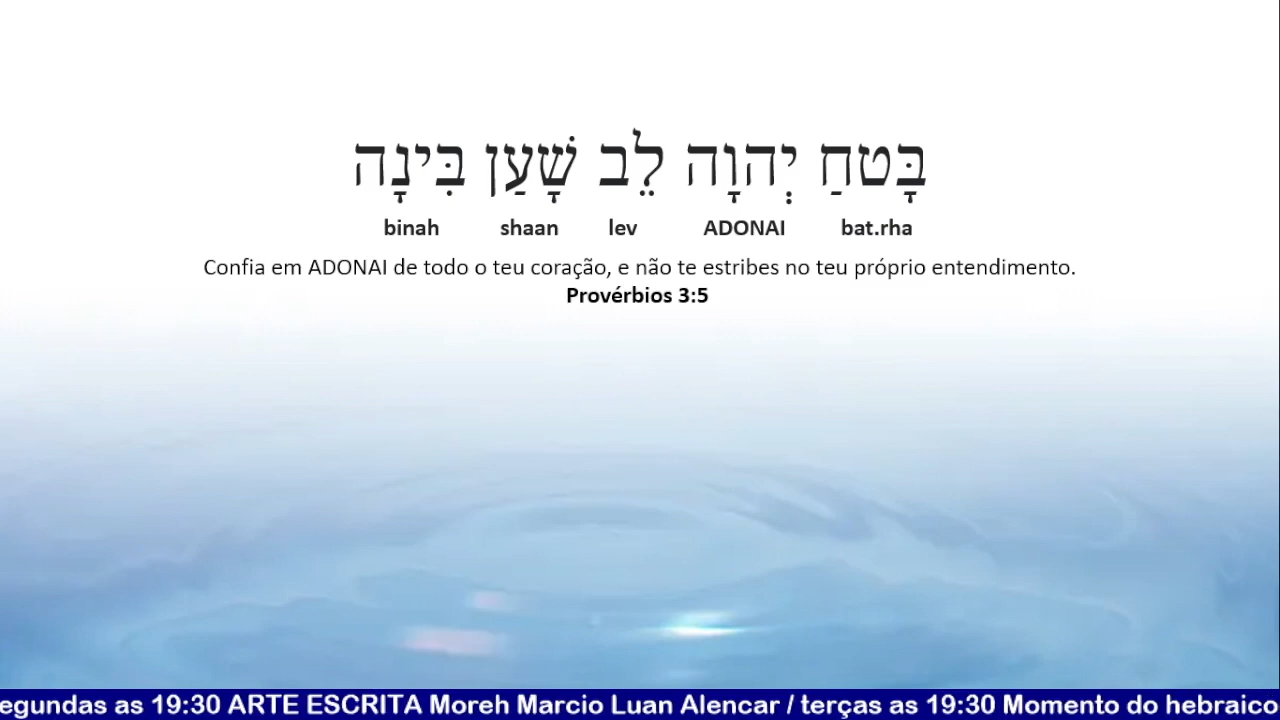 בָּטחַ יְהוָה לֵב שָׁעַן בִּינָה
binah shaan lev ADONAI bat.rha
Confia em ADONAI de todo o teu coração, e não te estribes no teu próprio entendimento.
Provérbios 3:5
egundas as 19:30 ARTE ESCRITA Moreh Marcio Luan Alencar / terças as 19:30 Momento do hebraico